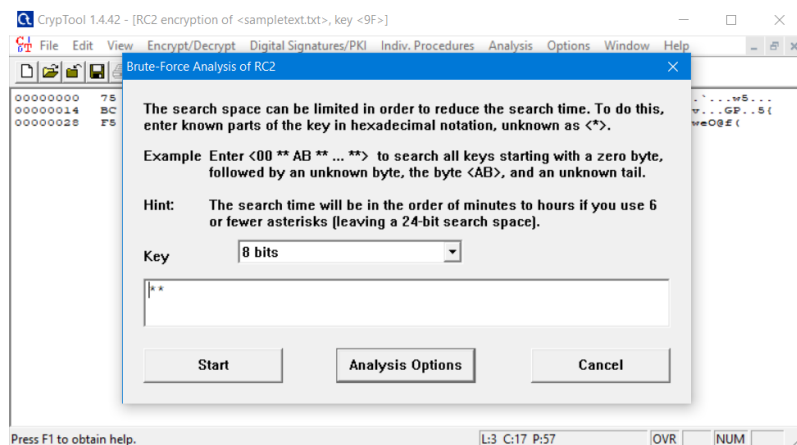 CrypTool 1.4.42 - [RC2 encryption of <sampletext.txt>, key <9F>]
File Edit View Encrypt/Decrypt Digital Signatures/PKI Indiv. Procedures Analysis Options Window Help
Brute-Force Analysis of RC2
00000000 75 .`...w5...
00000014 BC v...GP..5(
00000028 F5 weO@f(
The search space can be limited in order to reduce the search time. To do this,
enter known parts of the key in hexadecimal notation, unknown as <*>.
Example Enter <00 ** AB ** ... **> to search all keys starting with a zero byte,
followed by an unknown byte, the byte <AB>, and an unknown tail.
Hint: The search time will be in the order of minutes to hours if you use 6
or fewer asterisks (leaving a 24-bit search space).
Key 8 bits
**
Start Analysis Options Cancel
Press F1 to obtain help. L:3 C:17 P:57 OVR NUM